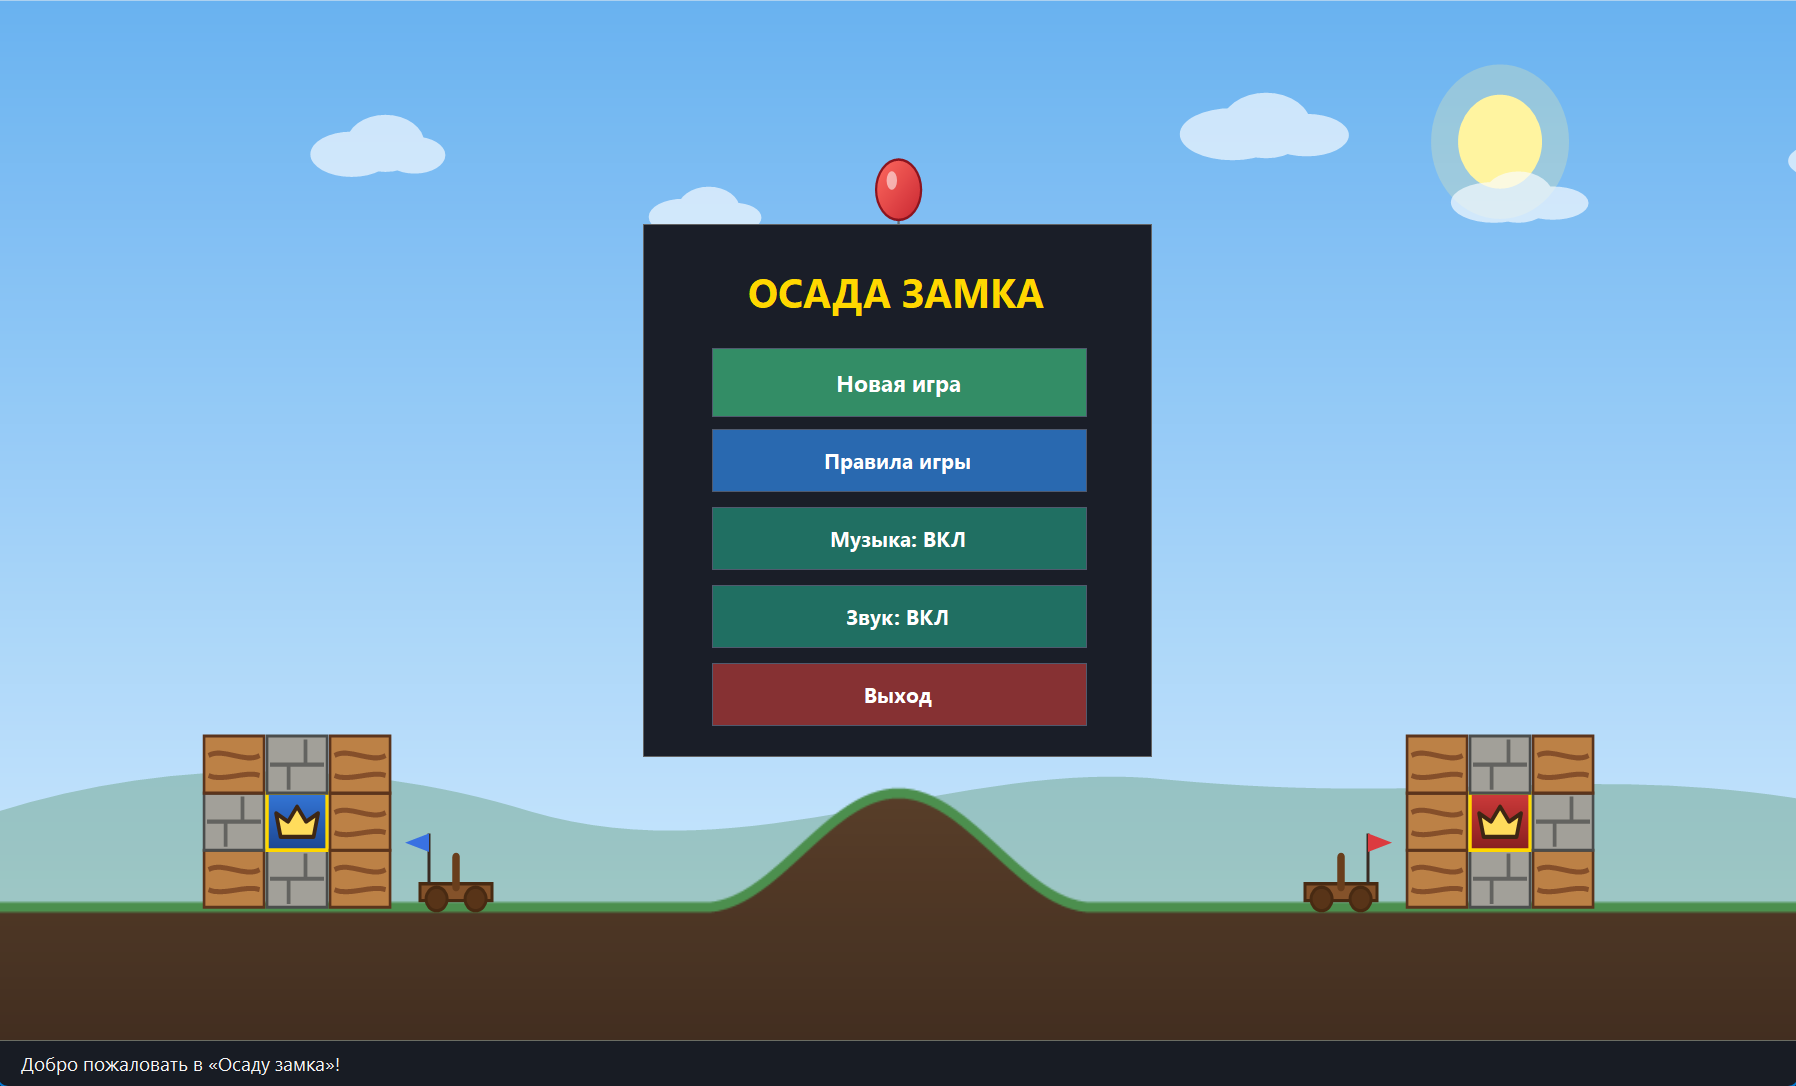 ОСАДА ЗАМКА
Новая игра
Правила игры
Музыка: ВКЛ
Звук: ВКЛ
Выход
Добро пожаловать в «Осаду замка»!